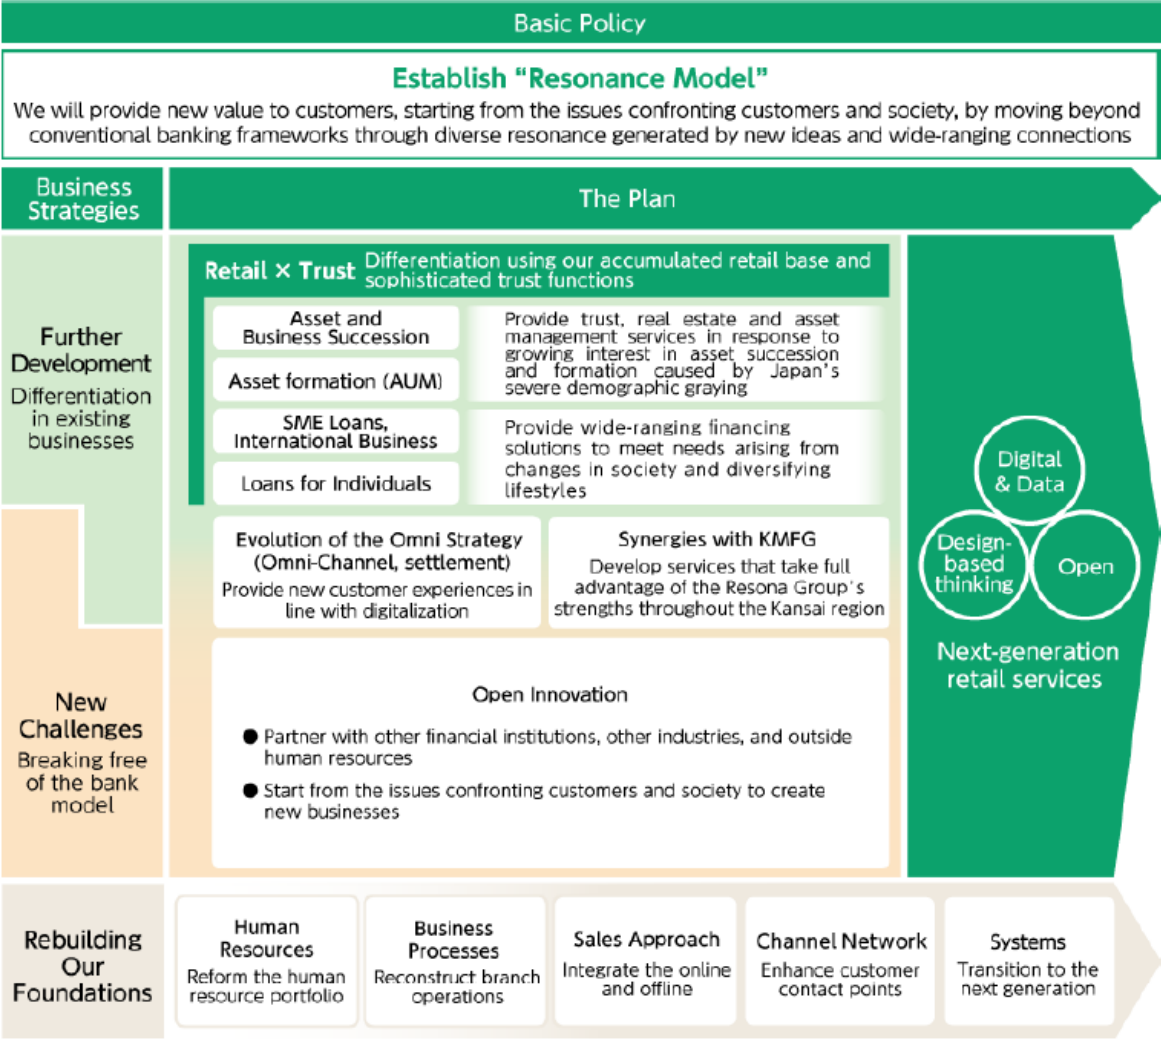 Basic Policy
Establish “Resonance Model”
We will provide new value to customers, starting from the issues confronting customers and society, by moving beyond
conventional banking frameworks through diverse resonance generated by new ideas and wide-ranging connections
Business
Strategies
The Plan
Further
Development
Differentiation
in existing
businesses
Retail × Trust
Differentiation using our accumulated retail base and
sophisticated trust functions
Asset and
Business Succession
Asset formation (AUM)
Provide trust, real estate and asset
management services in response to
growing interest in asset succession
and formation caused by Japan’s
severe demographic graying
SME Loans,
International Business
Loans for Individuals
Provide wide-ranging financing
solutions to meet needs arising from
changes in society and diversifying
lifestyles
Evolution of the Omni Strategy
(Omni-Channel, settlement)
Provide new customer experiences in
line with digitalization
Synergies with KMFG
Develop services that take full
advantage of the Resona Group's
strengths throughout the Kansai region
New
Challenges
Breaking free
of the bank
model
Open Innovation
● Partner with other financial institutions, other industries, and outside
human resources
● Start from the issues confronting customers and society to create
new businesses
Digital
& Data
Design-
based
thinking
Open
Next-generation
retail services
Rebuilding
Our
Foundations
Human
Resources
Reform the human
resource portfolio
Business
Processes
Reconstruct branch
operations
Sales Approach
Integrate the online
and offline
Channel Network
Enhance customer
contact points
Systems
Transition to the
next generation